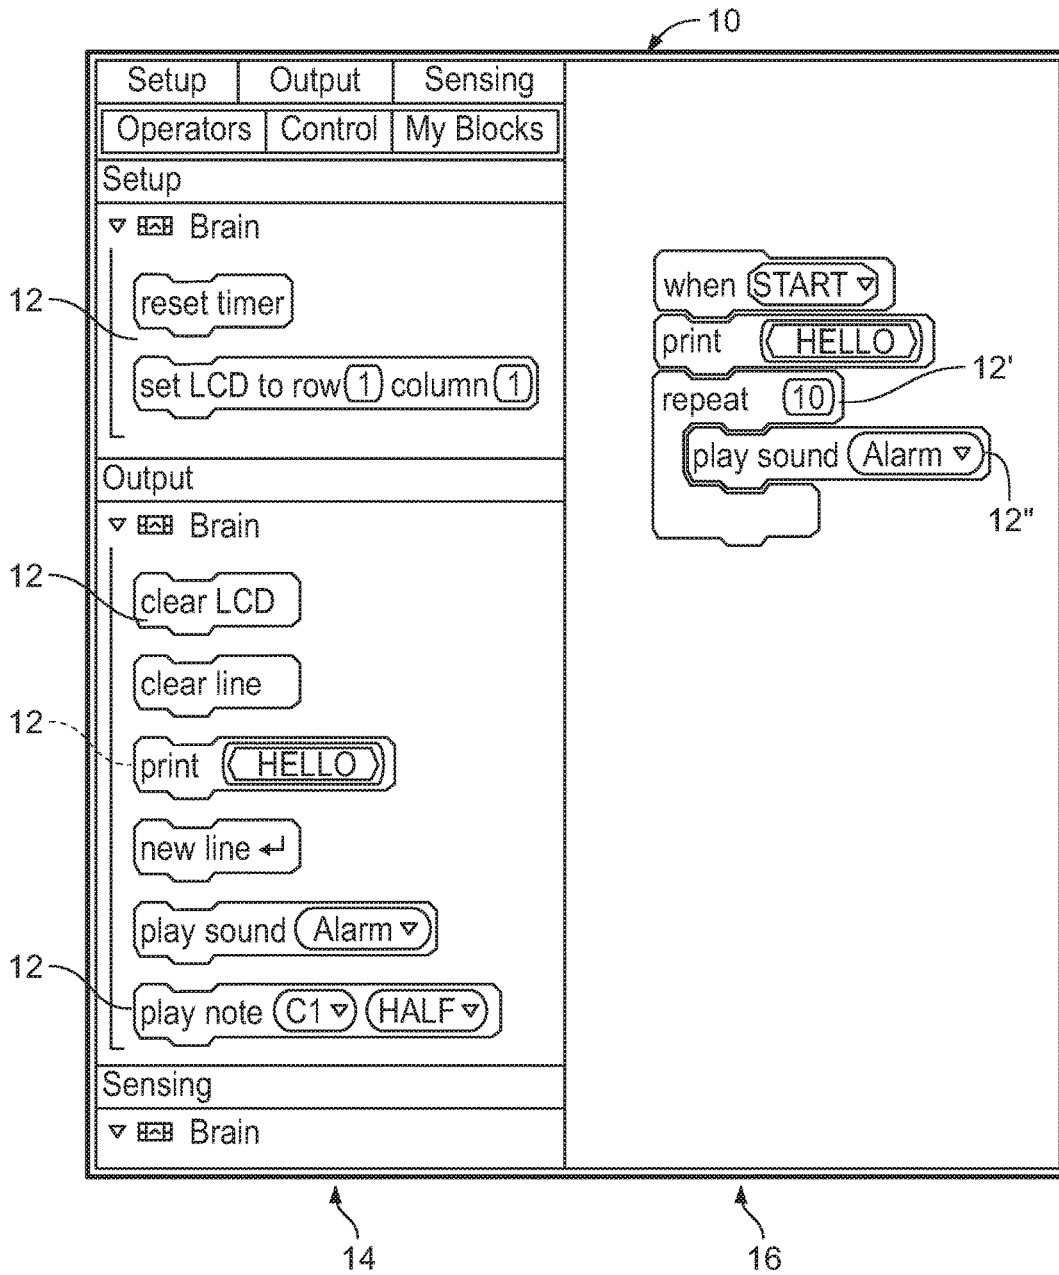 10
Setup Output Sensing
Operators Control My Blocks
Setup
Brain
12
reset timer
set LCD to row 1 column 1
Output
Brain
12
clear LCD
clear line
12
print HELLO
new line
play sound Alarm
12
play note C1 HALF
Sensing
Brain
14
when START
print HELLO
repeat 10
12'
play sound Alarm
12"
16